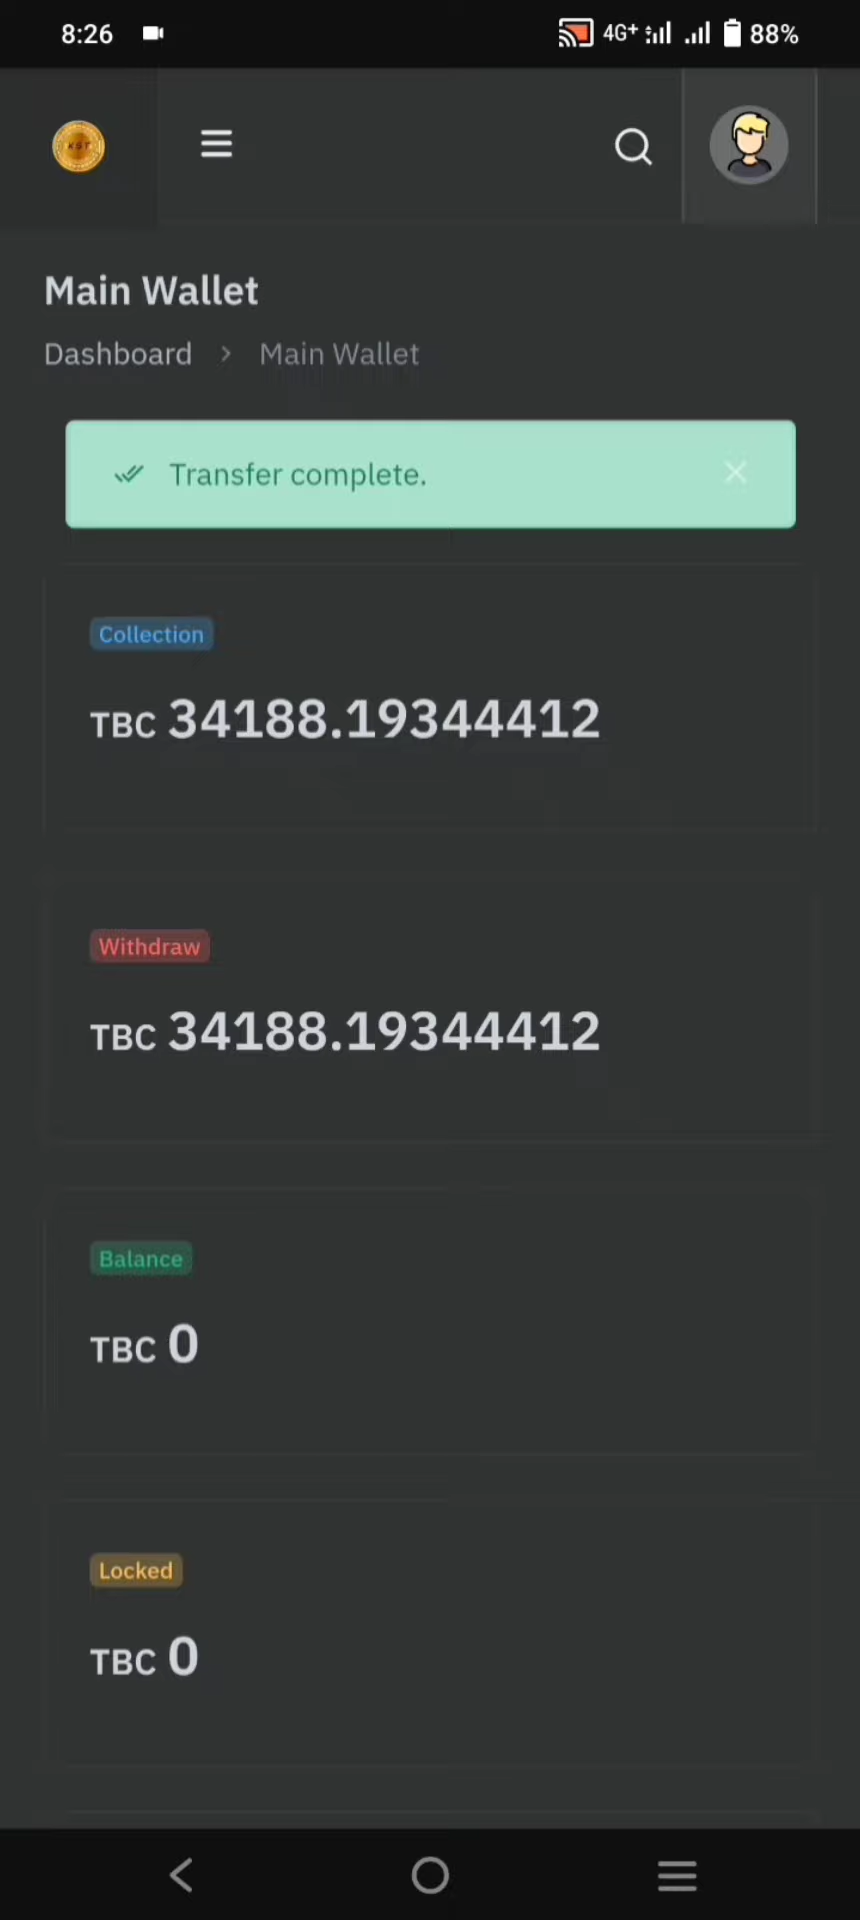 8:26 4G+ 88%
KST
Main Wallet
Dashboard > Main Wallet
Transfer complete.
Collection
TBC 34188.19344412
Withdraw
TBC 34188.19344412
Balance
TBC 0
Locked
TBC 0